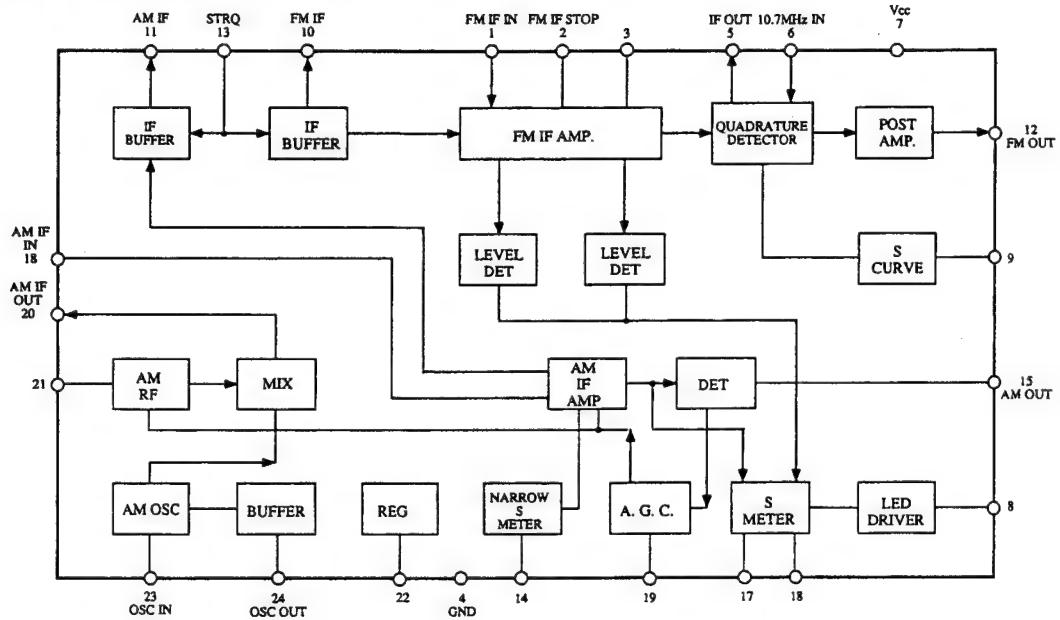 AM IF
11
STRQ
13
FM IF
10
FM IF IN
1
FM IF STOP
2
3
IF OUT
5
10.7MHz IN
6
Vcc
7
IF
BUFFER
IF
BUFFER
FM IF AMP.
QUADRATURE
DETECTOR
POST
AMP.
12
FM OUT
AM IF
IN
18
LEVEL
DET
LEVEL
DET
S
CURVE
9
AM IF
OUT
20
21
AM
RF
MIX
AM
IF
AMP
DET
15
AM OUT
AM OSC
BUFFER
REG
NARROW
S
METER
A. G. C.
S
METER
LED
DRIVER
8
23
OSC IN
24
OSC OUT
22
4
GND
14
19
17
18